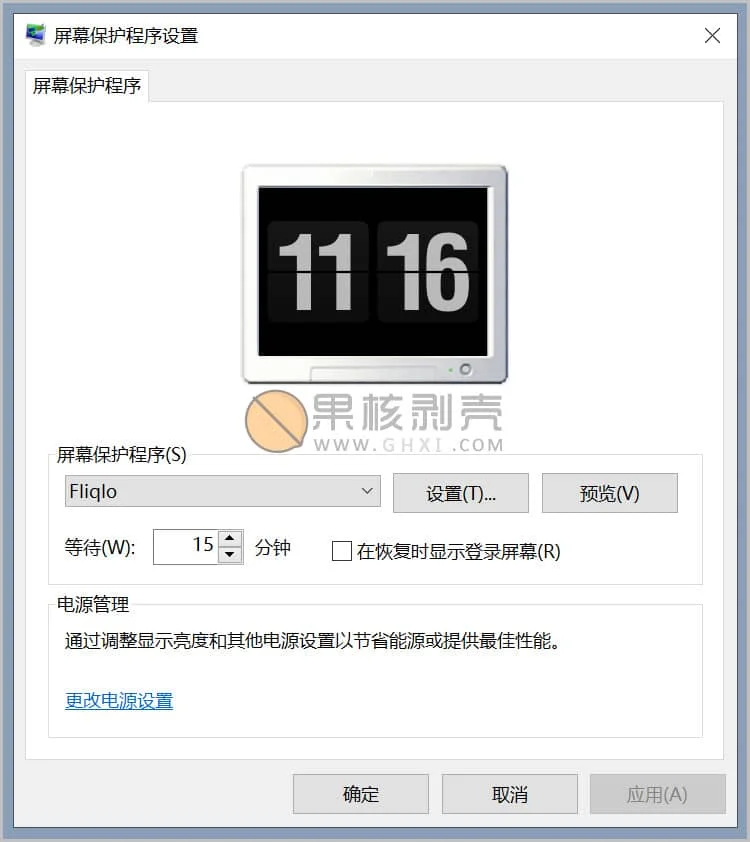 屏幕保护程序设置
屏幕保护程序
11 16
果核剥壳
WWW.GHXI.COM
屏幕保护程序(S)
Fliqlo
设置(T)...
预览(V)
等待(W):
15
分钟
在恢复时显示登录屏幕(R)
电源管理
通过调整显示亮度和其他电源设置以节省能源或提供最佳性能。
更改电源设置
确定
取消
应用(A)